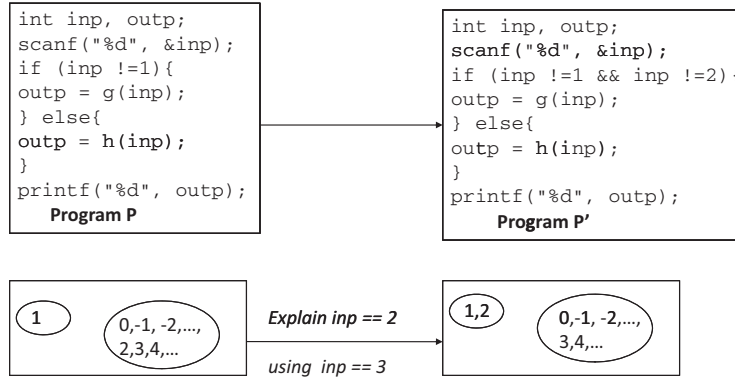 int inp, outp;
scanf("%d", &inp);
if (inp !=1){
outp = g(inp);
} else{
outp = h(inp);
}
printf("%d", outp);
Program P
int inp, outp;
scanf("%d", &inp);
if (inp !=1 && inp !=2){
outp = g(inp);
} else{
outp = h(inp);
}
printf("%d", outp);
Program P’
1
0,-1, -2,...,
2,3,4,...
Explain inp == 2
using inp == 3
1,2
0,-1, -2,...,
3,4,...